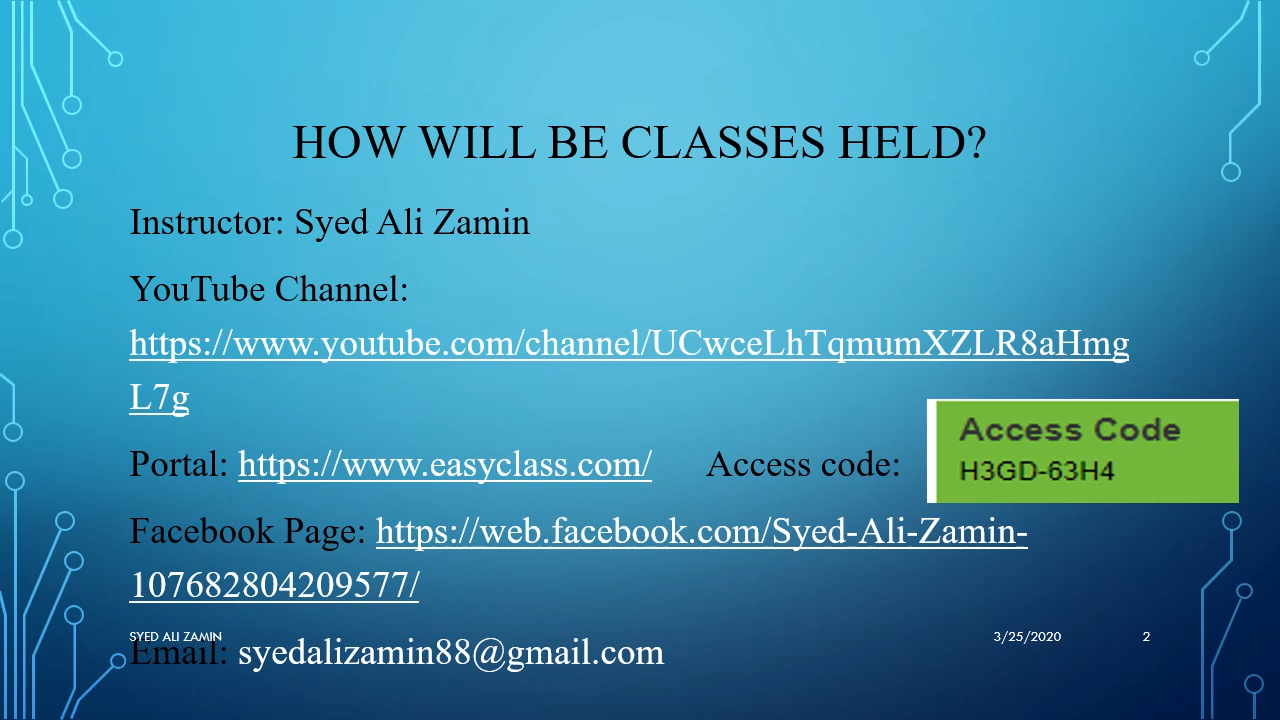 HOW WILL BE CLASSES HELD?
Instructor: Syed Ali Zamin
YouTube Channel:
https://www.youtube.com/channel/UCwceLhTqmumXZLR8aHmg
L7g
Portal: https://www.easyclass.com/ Access code:
Access Code
H3GD-63H4
Facebook Page: https://web.facebook.com/Syed-Ali-Zamin-
107682804209577/
SYED ALI ZAMIN 3/25/2020 2
Email: syedalizamin88@gmail.com